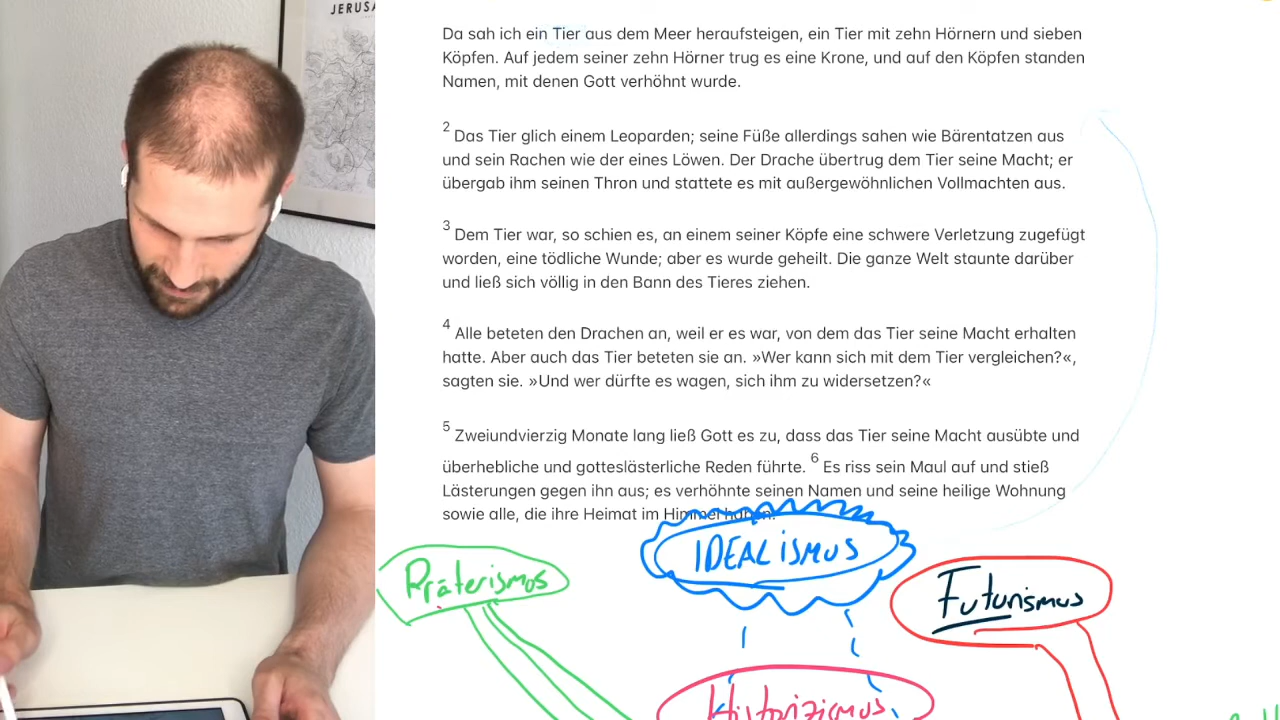 JERUSA
Da sah ich ein Tier aus dem Meer heraufsteigen, ein Tier mit zehn Hörnern und sieben
Köpfen. Auf jedem seiner zehn Hörner trug es eine Krone, und auf den Köpfen standen
Namen, mit denen Gott verhöhnt wurde.
2 Das Tier glich einem Leoparden; seine Füße allerdings sahen wie Bärentatzen aus
und sein Rachen wie der eines Löwen. Der Drache übertrug dem Tier seine Macht; er
übergab ihm seinen Thron und stattete es mit außergewöhnlichen Vollmachten aus.
3 Dem Tier war, so schien es, an einem seiner Köpfe eine schwere Verletzung zugefügt
worden, eine tödliche Wunde; aber es wurde geheilt. Die ganze Welt staunte darüber
und ließ sich völlig in den Bann des Tieres ziehen.
4 Alle beteten den Drachen an, weil er es war, von dem das Tier seine Macht erhalten
hatte. Aber auch das Tier beteten sie an. »Wer kann sich mit dem Tier vergleichen?«,
sagten sie. »Und wer dürfte es wagen, sich ihm zu widersetzen?«
5 Zweiundvierzig Monate lang ließ Gott es zu, dass das Tier seine Macht ausübte und
überhebliche und gotteslästerliche Reden führte. 6 Es riss sein Maul auf und stieß
Lästerungen gegen ihn aus; es verhöhnte seinen Namen und seine heilige Wohnung
sowie alle, die ihre Heimat im Himmel haben.
IDEALISMUS
Präterismos
Futurismus
Historizismus